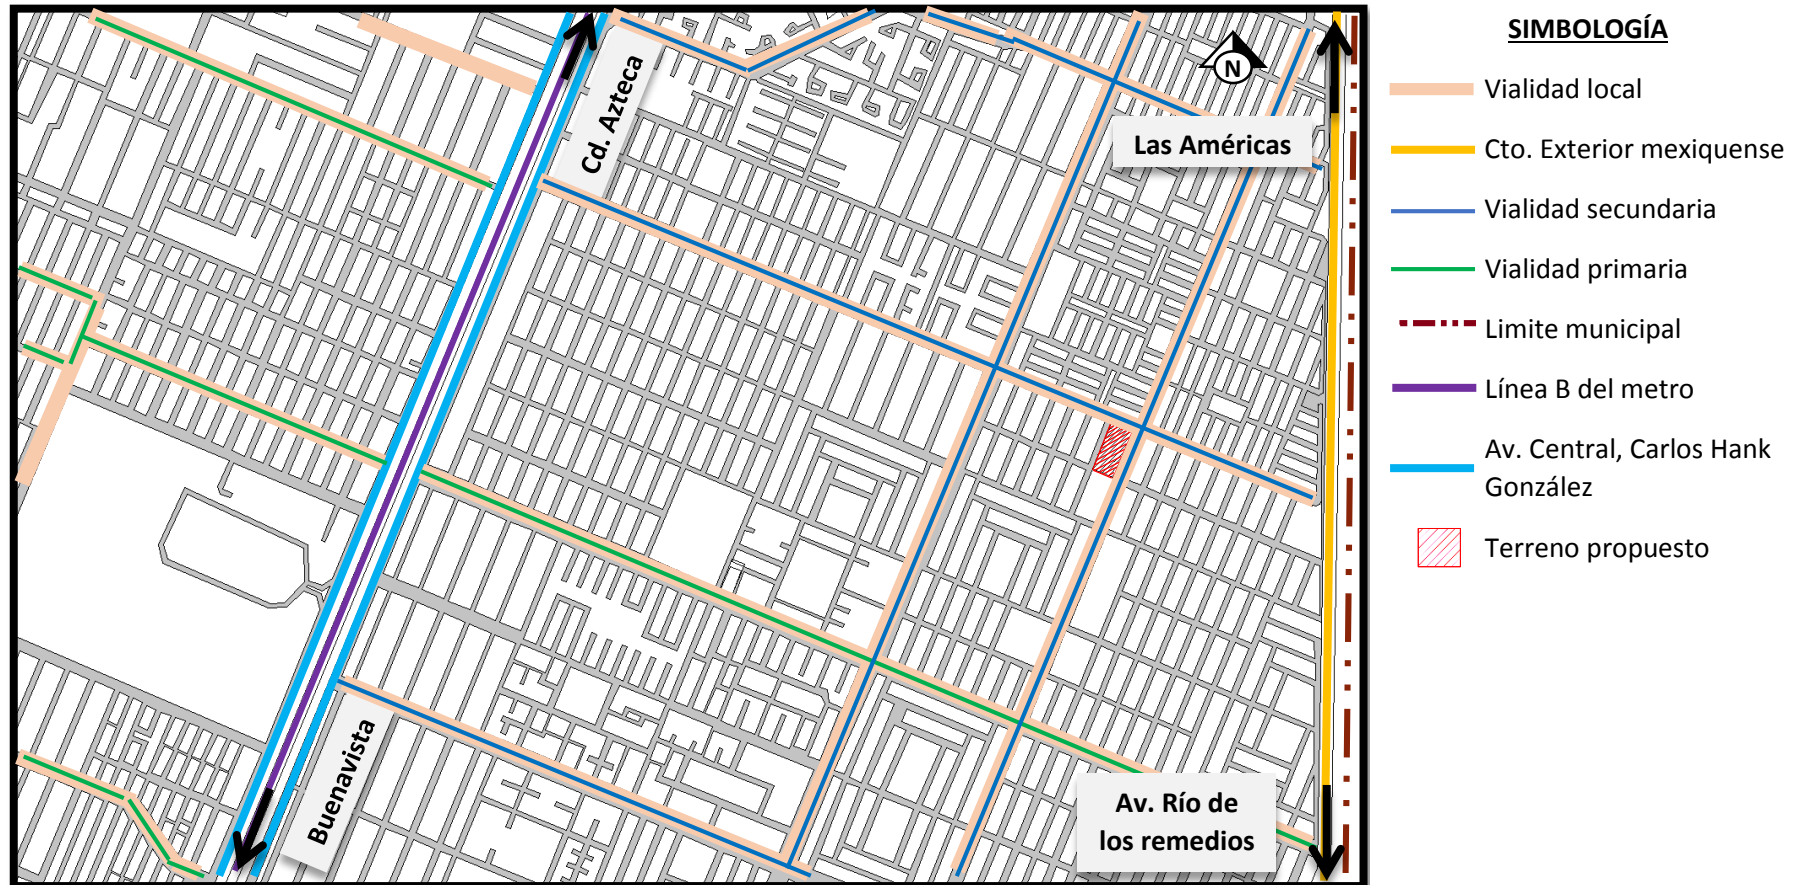 SIMBOLOGÍA
Vialidad local
Cto. Exterior mexiquense
Vialidad secundaria
Vialidad primaria
Limite municipal
Línea B del metro
Av. Central, Carlos Hank
González
Terreno propuesto
N
Cd. Azteca
Las Américas
Buenavista
Av. Río de
los remedios